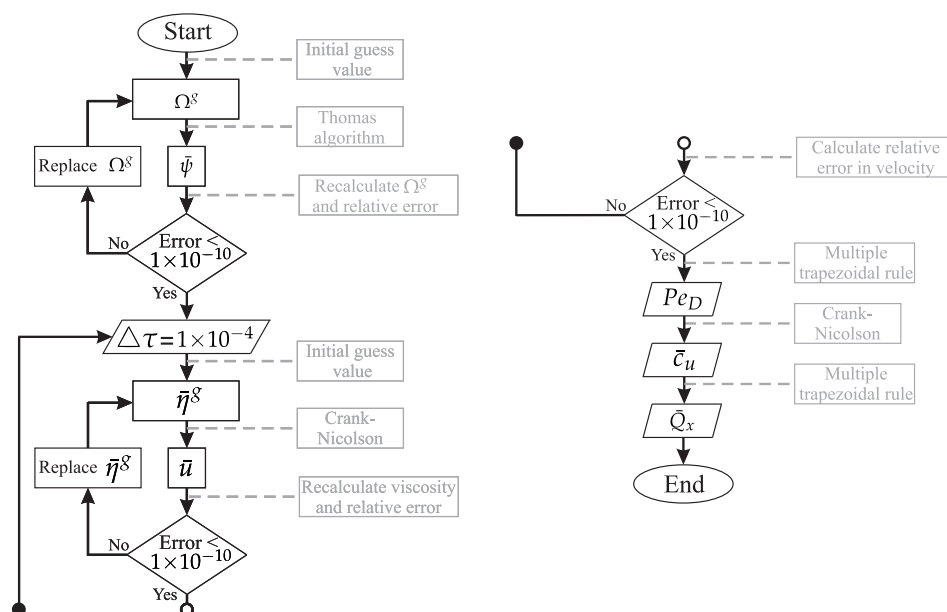 Start
Initial guess
value
Ω^g
Thomas
algorithm
Replace Ω^g
ψ̄
Recalculate Ω^g
and relative error
No
Error <
1×10^−10
Yes
△τ=1×10^−4
Initial guess
value
η̄^g
Crank-
Nicolson
Replace η̄^g
ū
Recalculate viscosity
and relative error
No
Error <
1×10^−10
Yes
Calculate relative
error in velocity
No
Error <
1×10^−10
Yes
Multiple
trapezoidal rule
Pe_D
Crank-
Nicolson
c̄_u
Multiple
trapezoidal rule
Q̄_x
End